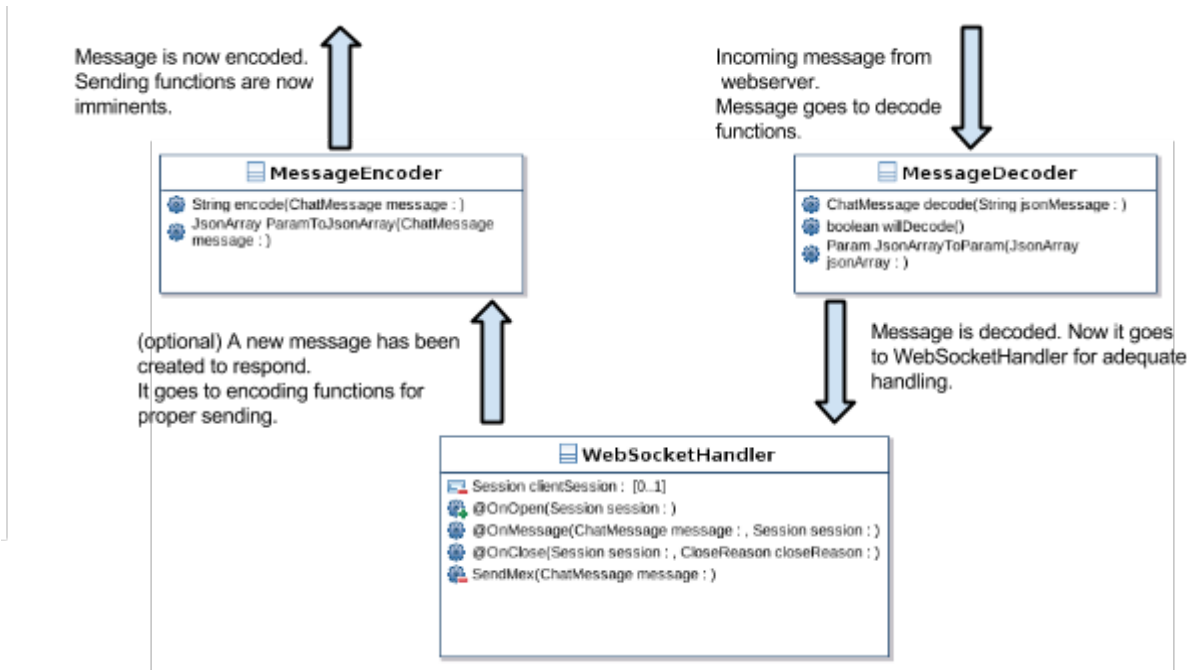 Message is now encoded.
Sending functions are now
imminents.
Incoming message from
webserver.
Message goes to decode
functions.
MessageEncoder
String encode(ChatMessage message : )
JsonArray ParamToJsonArray(ChatMessage
message : )
MessageDecoder
ChatMessage decode(String jsonMessage : )
boolean willDecode()
Param JsonArrayToParam(JsonArray
jsonArray : )
(optional) A new message has been
created to respond.
It goes to encoding functions for
proper sending.
Message is decoded. Now it goes
to WebSocketHandler for adequate
handling.
WebSocketHandler
Session clientSession :  [0..1]
@OnOpen(Session session : )
@OnMessage(ChatMessage message : , Session session : )
@OnClose(Session session : , CloseReason closeReason : )
SendMex(ChatMessage message : )